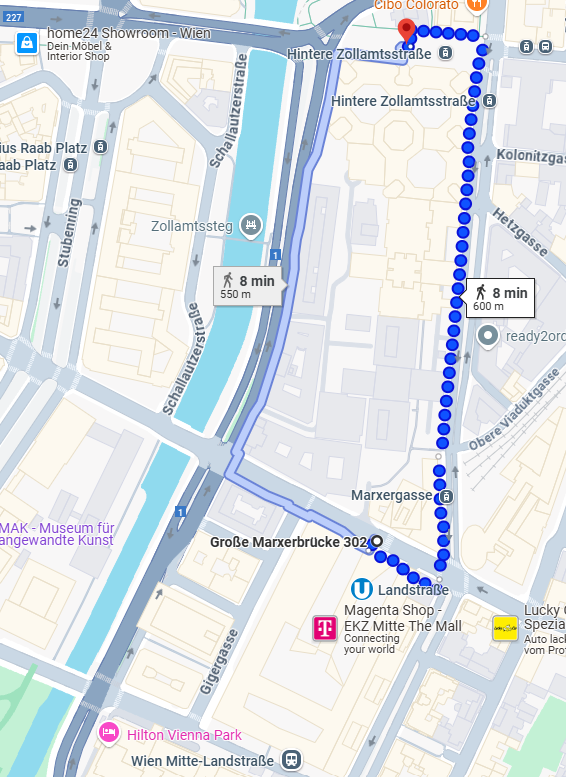 227
Cibo Colorato
home24 Showroom - Wien
Dein Möbel &
Interior Shop
Hintere Zollamtsstraße
Schallautzerstraße
Hintere Zollamtsstraße
ius Raab Platz
aab Platz
Kolonitzga
Stubenring
Zollamtssteg
Hetzgasse
1
8 min
550 m
8 min
600 m
ready2ord
Schallautzerstraße
Obere Viaduktgasse
Marxergasse
1
MAK - Museum für
angewandte Kunst
Große Marxerbrücke 302
U
Landstraße
Magenta Shop -
EKZ Mitte The Mall
Connecting
your world
T
Lucky C
Spezia
Auto lack
vom Prof
Gigergasse
Hilton Vienna Park
Wien Mitte-Landstraße